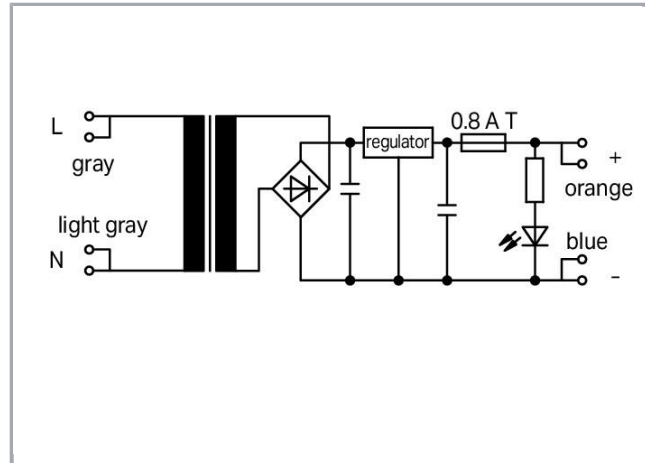 L
gray
light gray
N
regulator
0.8 A T
+
orange
blue
-